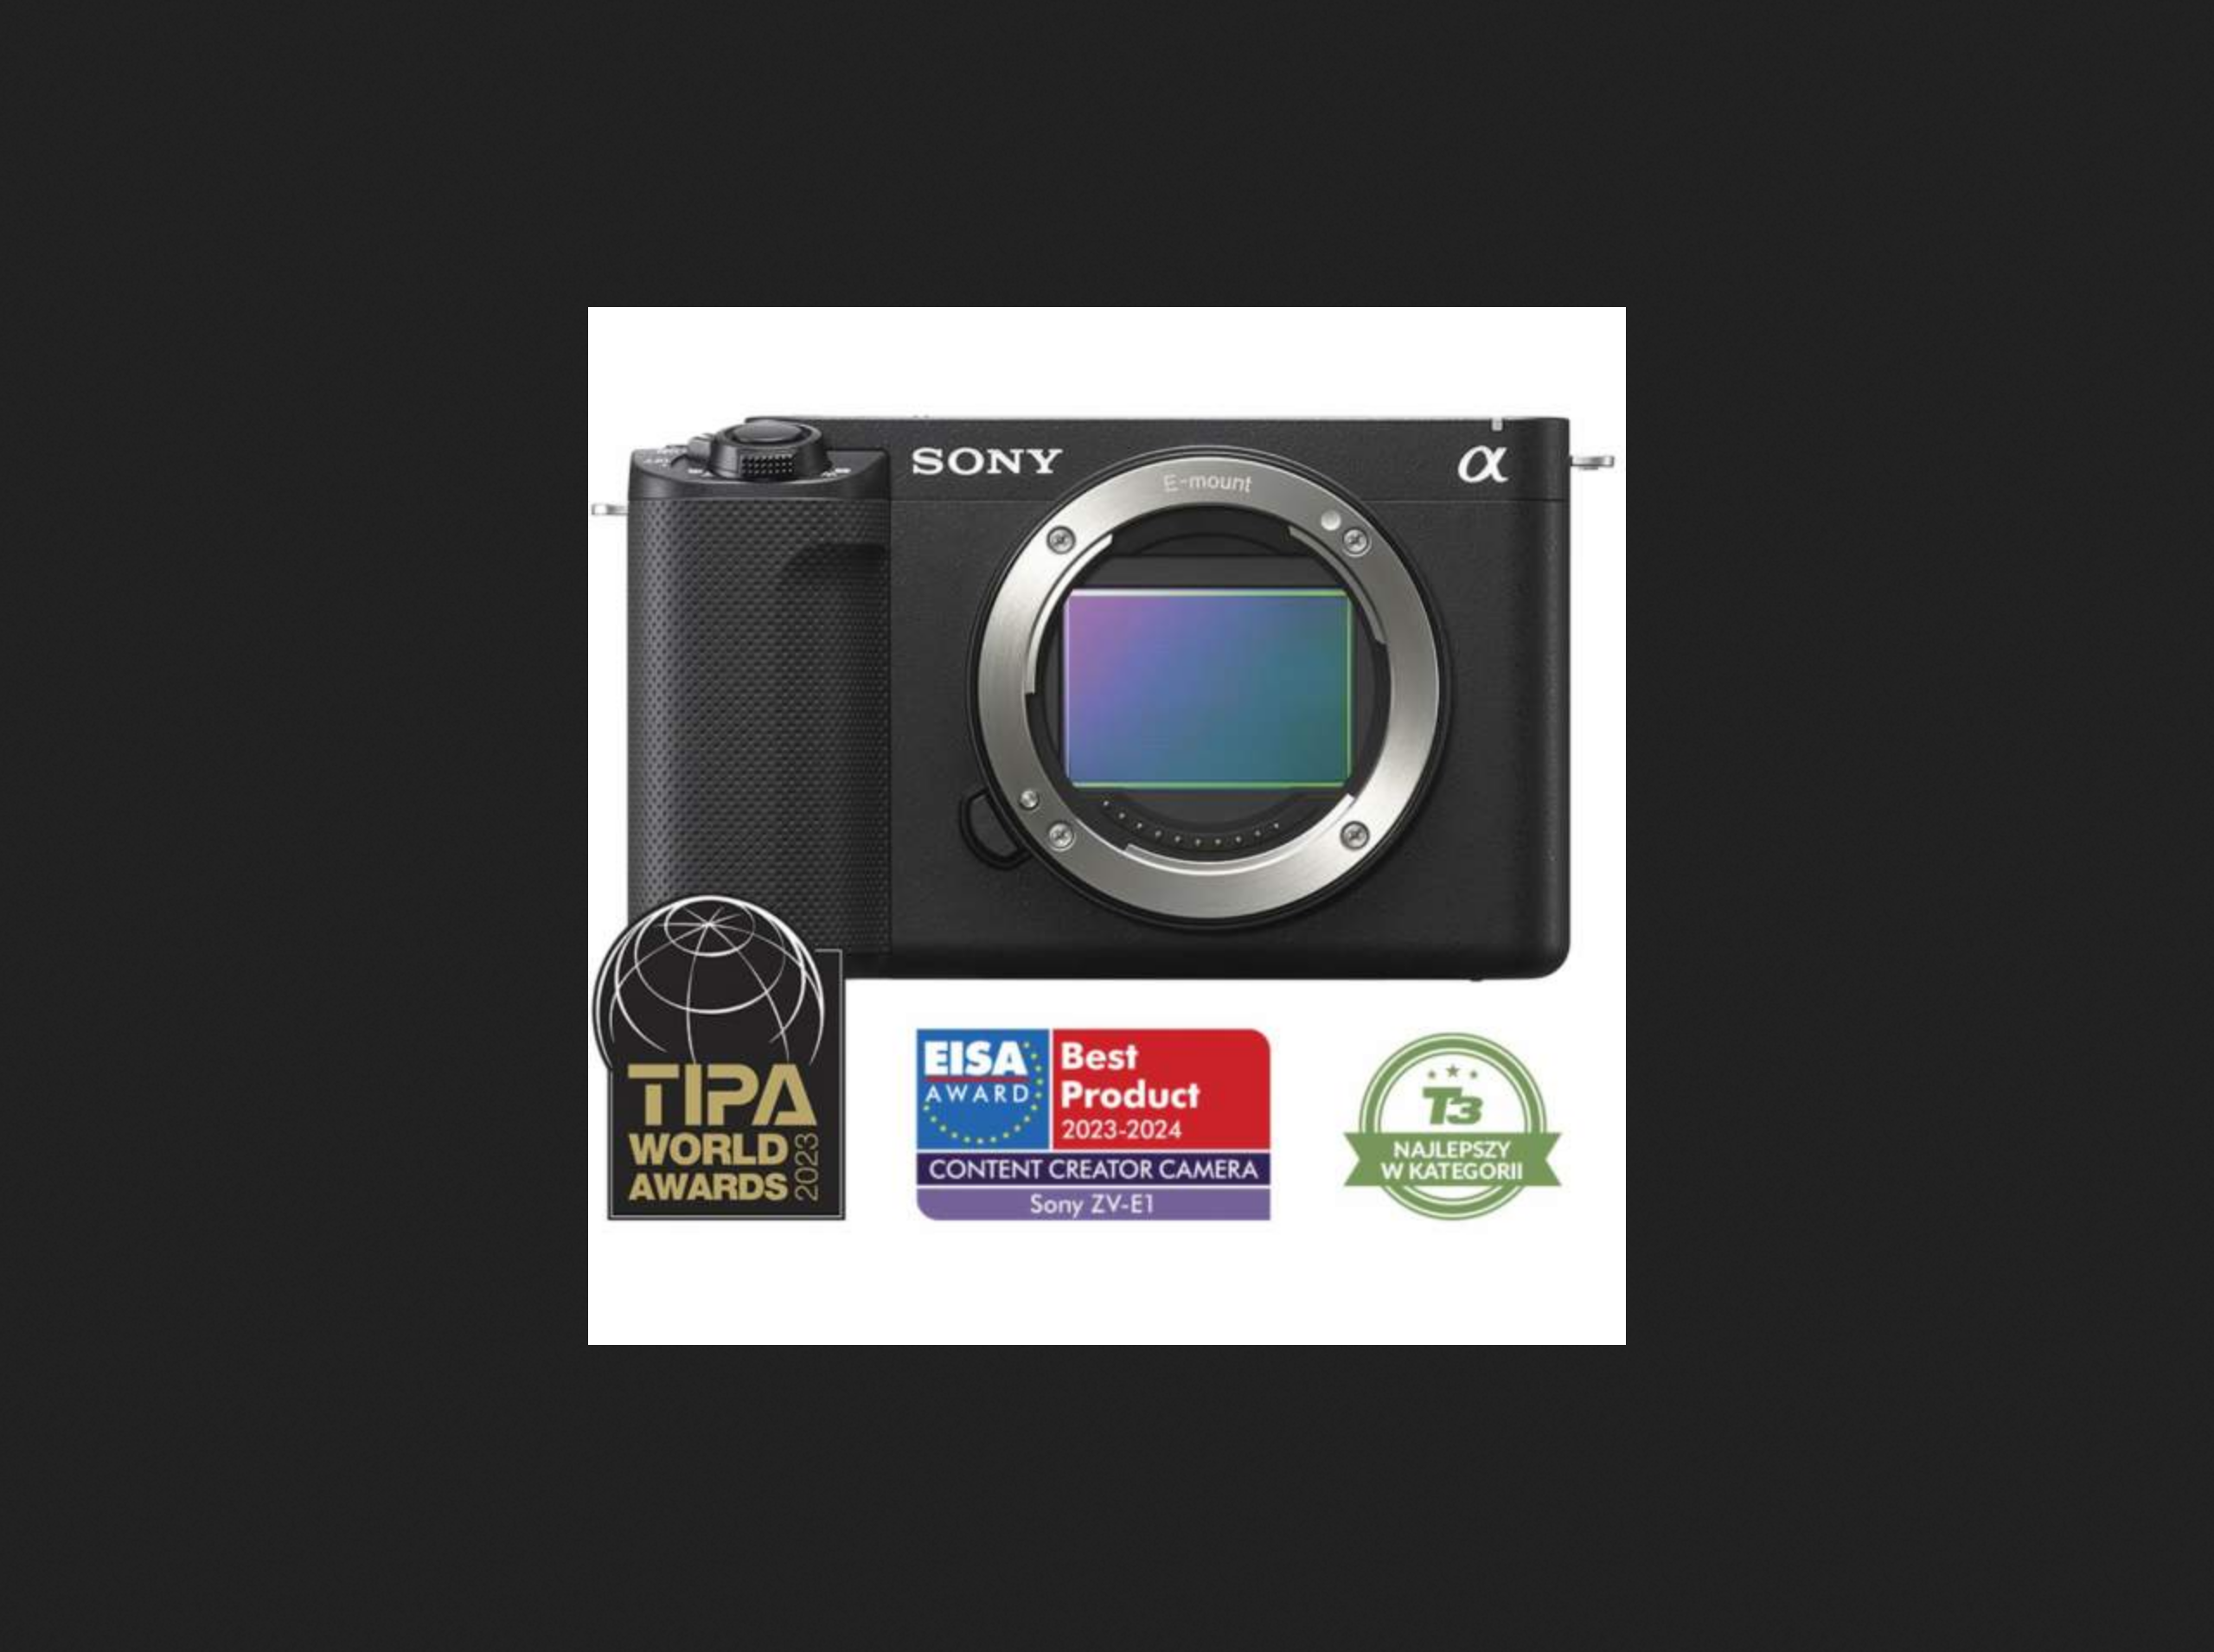 SONY
α
E-mount
TIPA
WORLD
AWARDS 2023
EISA
AWARD
Best
Product
2023-2024
CONTENT CREATOR CAMERA
Sony ZV-E1
T3
NAJLEPSZY
W KATEGORII